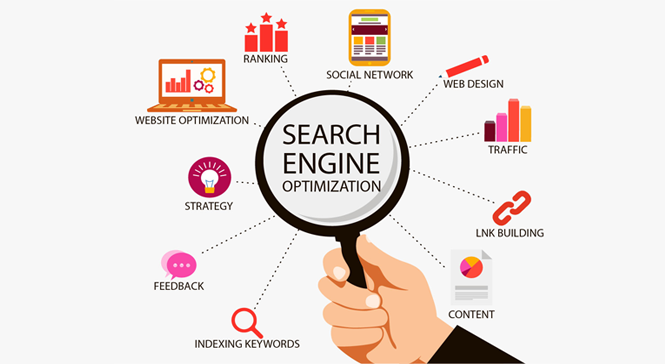 RANKING
SOCIAL NETWORK
WEB DESIGN
WEBSITE OPTIMIZATION
SEARCH
ENGINE
OPTIMIZATION
TRAFFIC
STRATEGY
LNK BUILDING
FEEDBACK
CONTENT
INDEXING KEYWORDS